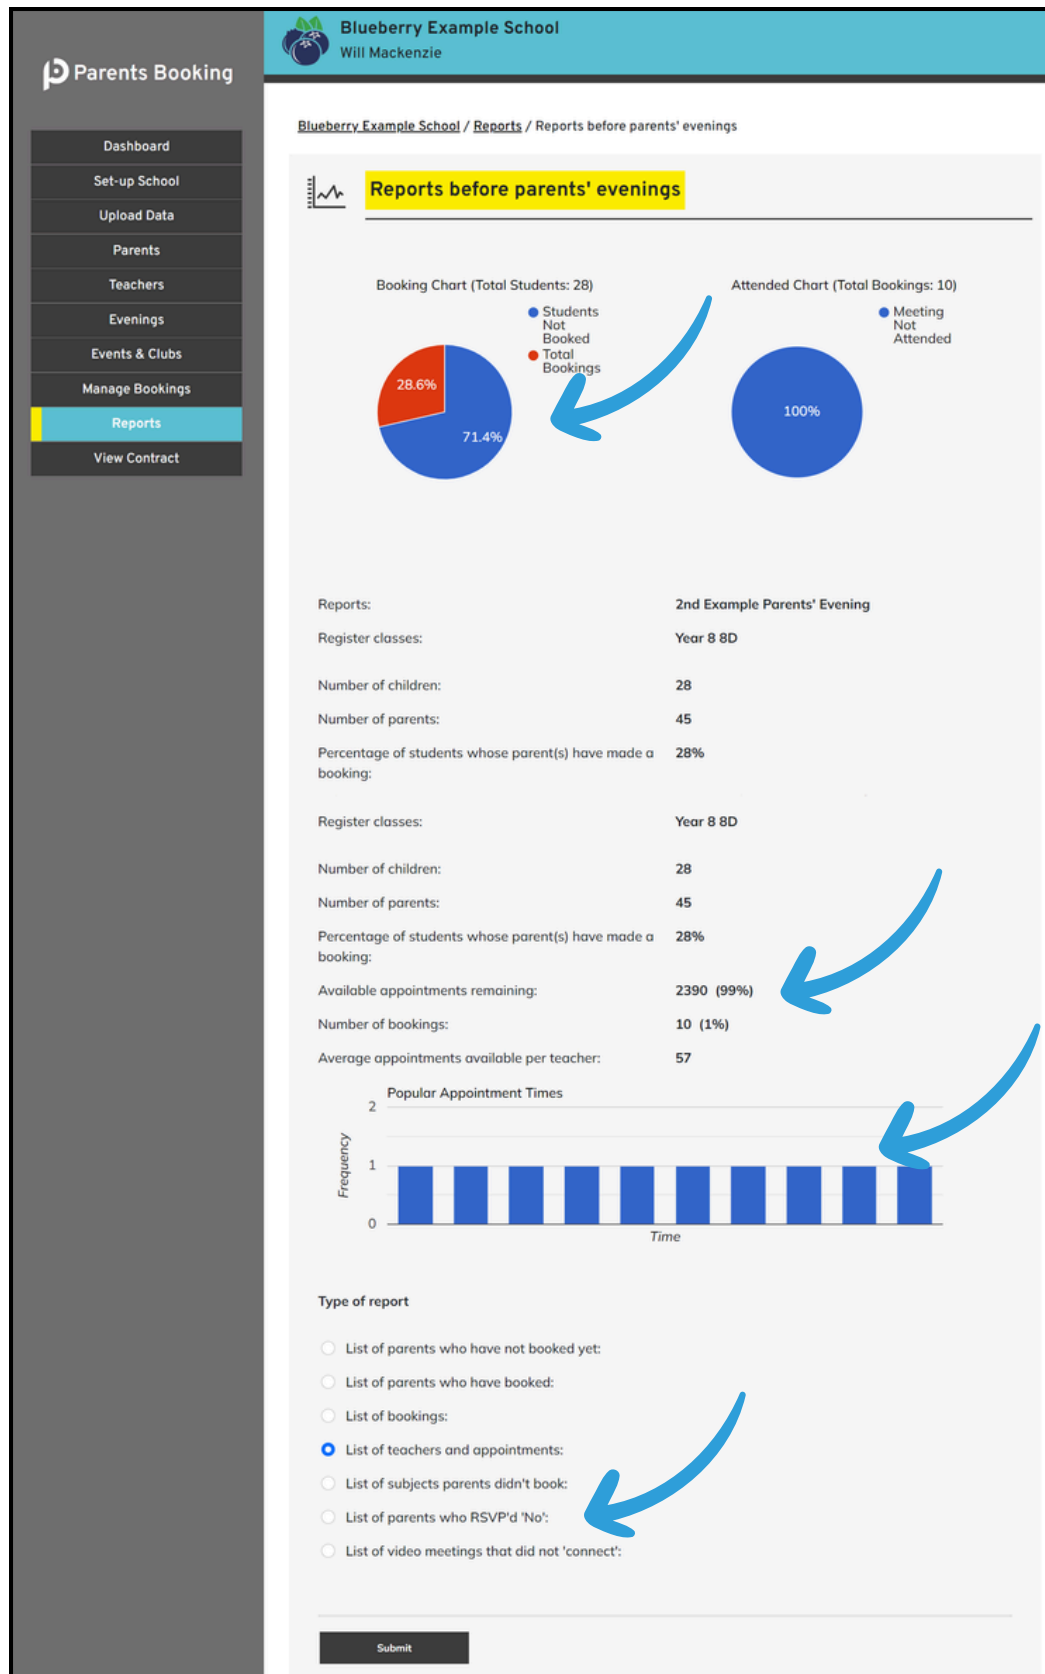 Blueberry Example School
Will Mackenzie
Parents Booking
Dashboard
Set-up School
Upload Data
Parents
Teachers
Evenings
Events & Clubs
Manage Bookings
Reports
View Contract
Blueberry Example School / Reports / Reports before parents' evenings
Reports before parents' evenings
Booking Chart (Total Students: 28)
Students
Not
Booked
Total
Bookings
28.6%
71.4%
Attended Chart (Total Bookings: 10)
Meeting
Not
Attended
100%
Reports: 2nd Example Parents' Evening
Register classes: Year 8 8D
Number of children: 28
Number of parents: 45
Percentage of students whose parent(s) have made a 28%
booking:
Register classes: Year 8 8D
Number of children: 28
Number of parents: 45
Percentage of students whose parent(s) have made a 28%
booking:
Available appointments remaining: 2390 (99%)
Number of bookings: 10 (1%)
Average appointments available per teacher: 57
Popular Appointment Times
2
1
0
Frequency
Time
Type of report
List of parents who have not booked yet:
List of parents who have booked:
List of bookings:
List of teachers and appointments:
List of subjects parents didn't book:
List of parents who RSVP'd 'No':
List of video meetings that did not 'connect':
Submit